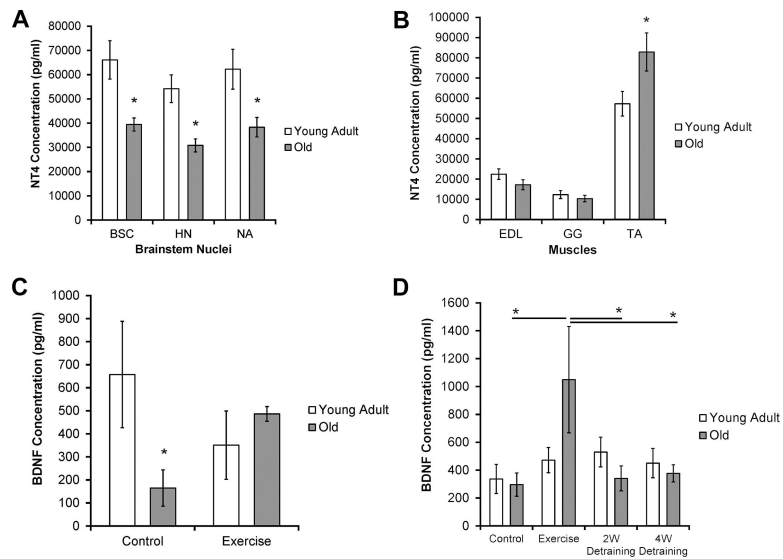 A
NT4 Concentration (pg/ml)
80000
70000
60000
50000
40000
30000
20000
10000
0
*
*
*
BSC
HN
NA
Brainstem Nuclei
Young Adult
Old
B
NT4 Concentration (pg/ml)
100000
90000
80000
70000
60000
50000
40000
30000
20000
10000
0
*
EDL
GG
TA
Muscles
Young Adult
Old
C
BDNF Concentration (pg/ml)
1000
900
800
700
600
500
400
300
200
100
0
*
Control
Exercise
Young Adult
Old
D
BDNF Concentration (pg/ml)
1600
1400
1200
1000
800
600
400
200
0
*
*
*
Control
Exercise
2W
Detraining
4W
Detraining
Young Adult
Old